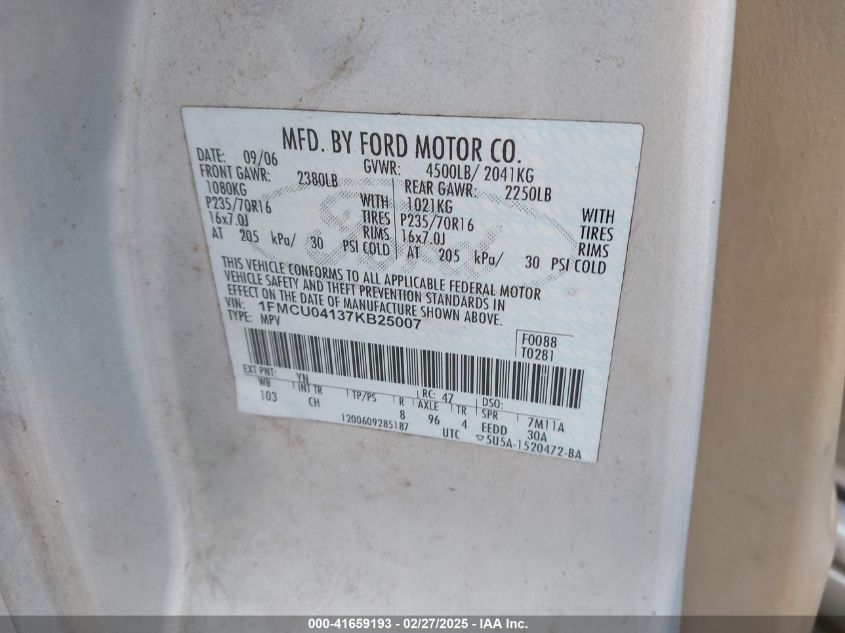 MFD. BY FORD MOTOR CO.
DATE: 09/06 GVWR: 4500LB/ 2041KG
FRONT GAWR: 2380LB REAR GAWR: 2250LB
1080KG WITH 1021KG WITH
P235/70R16 TIRES P235/70R16 TIRES
16x7.0J RIMS 16x7.0J RIMS
AT 205 kPa/ 30 PSI COLD AT 205 kPa/ 30 PSI COLD
THIS VEHICLE CONFORMS TO ALL APPLICABLE FEDERAL MOTOR
VEHICLE SAFETY AND THEFT PREVENTION STANDARDS IN
EFFECT ON THE DATE OF MANUFACTURE SHOWN ABOVE.
VIN: 1FMCU04137KB25007
TYPE: MPV
F0088
T0281
EXT PNT: YN RC: 47 DSO:
WB INT TR TP/PS R AXLE TR SPR 7M11A
103 CH 8 96 4 EEDD 30A
1200609285187 UTC ▽5U5A-1520472-BA
Ford
000-41659193 - 02/27/2025 - IAA Inc.